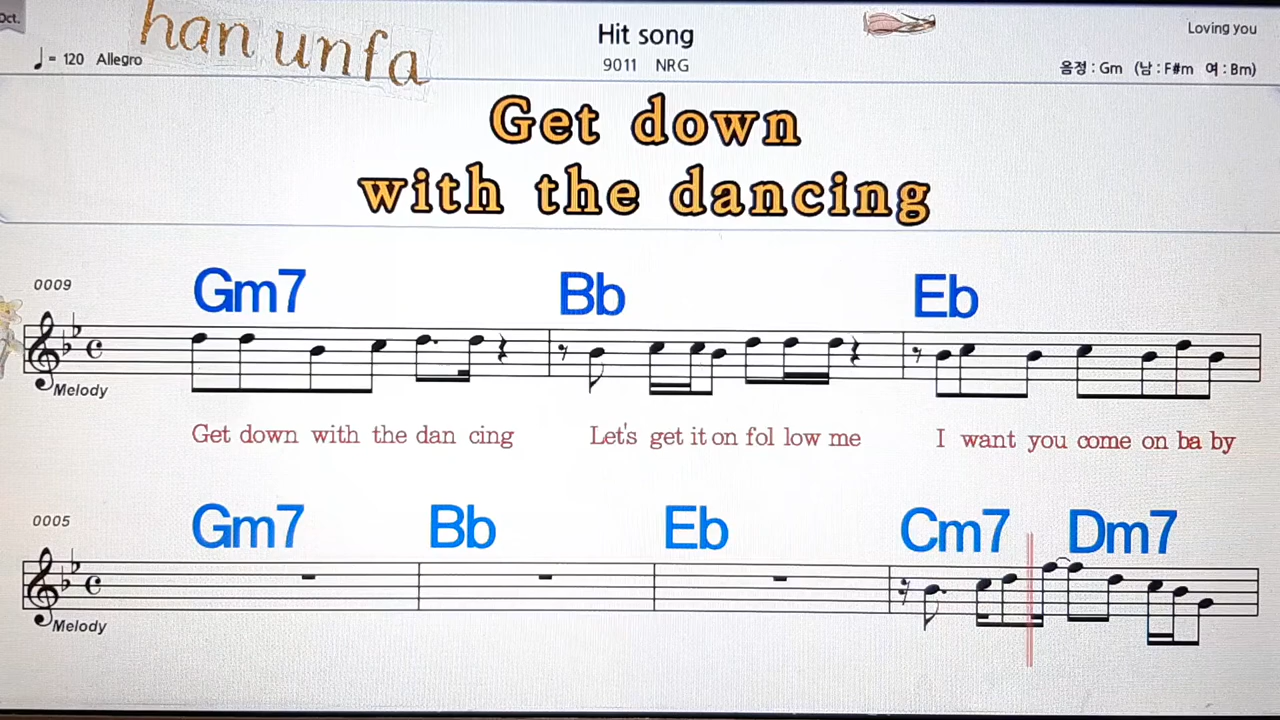 Oct.
han unfa
Hit song
Loving you
♩= 120 Allegro
9011 NRG
음정 : Gm (남 : F#m 여 : Bm)
Get down
with the dancing
0009
Gm7 Bb Eb
Melody
Get down with the dan cing Let's get it on fol low me I want you come on ba by
0005
Gm7 Bb Eb Cm7 Dm7
Melody